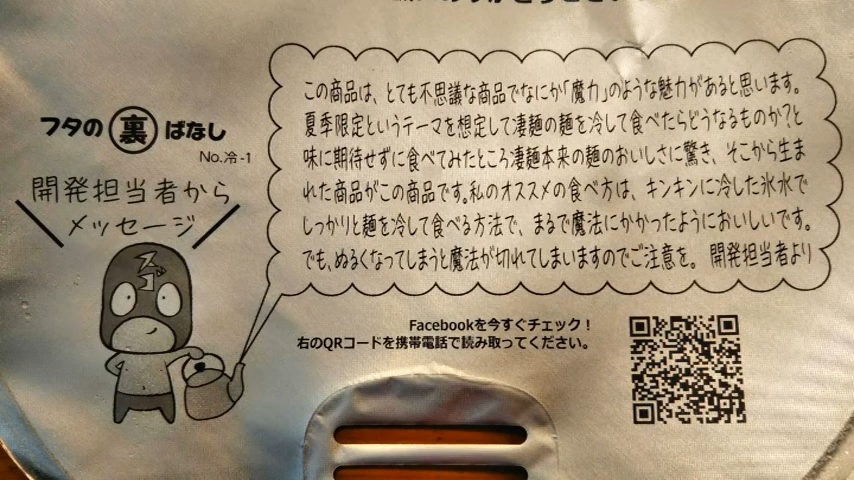 フタの裏ばなし
No.冷-1
開発担当者から
メッセージ
スゴ
この商品は、とても不思議な商品でなにか「魔力」のような魅力があると思います。
夏季限定というテーマを想定して凄麺の麺を冷して食べたらどうなるものか?と
味に期待せずに食べてみたところ凄麺本来の麺のおいしさに驚き、そこから生ま
れた商品がこの商品です。私のオススメの食べ方は、キンキンに冷した氷水で
しっかりと麺を冷して食べる方法で、まるで魔法にかかったようにおいしいです。
でも、ぬるくなってしまうと魔法が切れてしまいますのでご注意を。 開発担当者より
Facebookを今すぐチェック!
右のQRコードを携帯電話で読み取ってください。